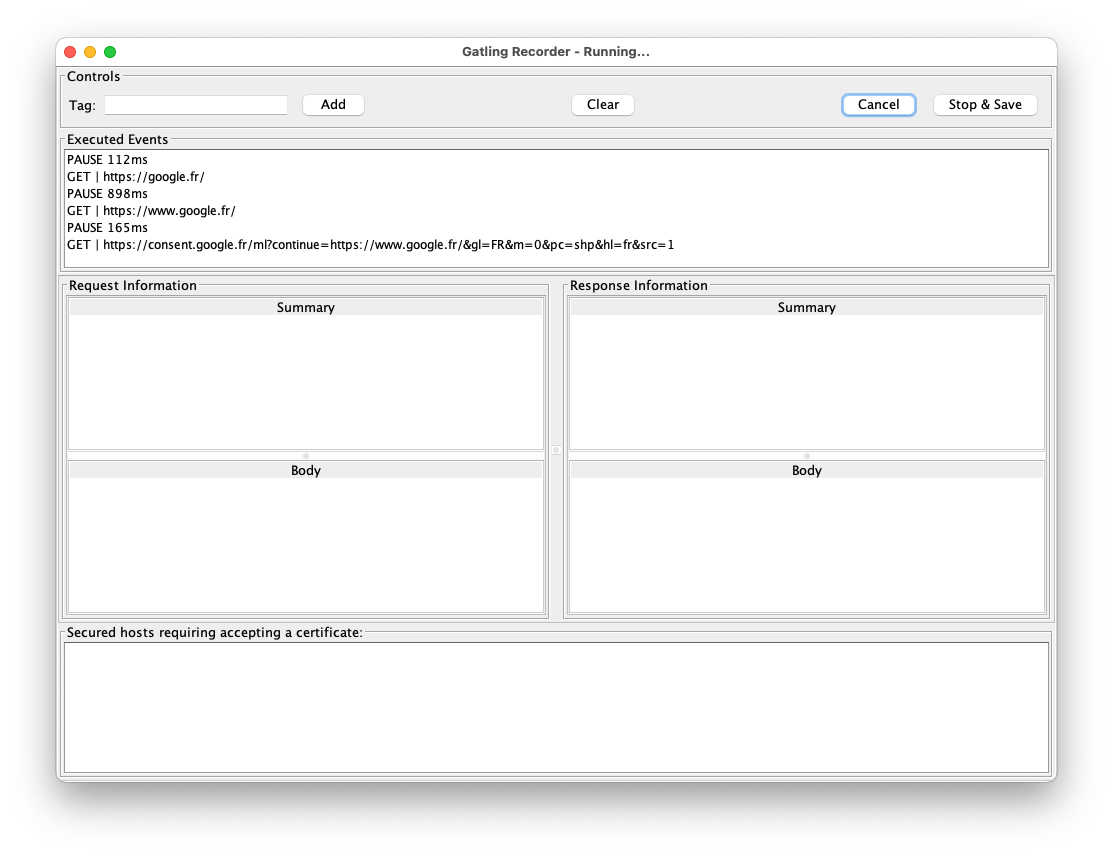 Gatling Recorder - Running...
Controls
Tag: Add Clear Cancel Stop & Save
Executed Events
PAUSE 112ms
GET | https://google.fr/
PAUSE 898ms
GET | https://www.google.fr/
PAUSE 165ms
GET | https://consent.google.fr/ml?continue=https://www.google.fr/&gl=FR&m=0&pc=shp&hl=fr&src=1
Request Information
Summary
Body
Response Information
Summary
Body
Secured hosts requiring accepting a certificate: